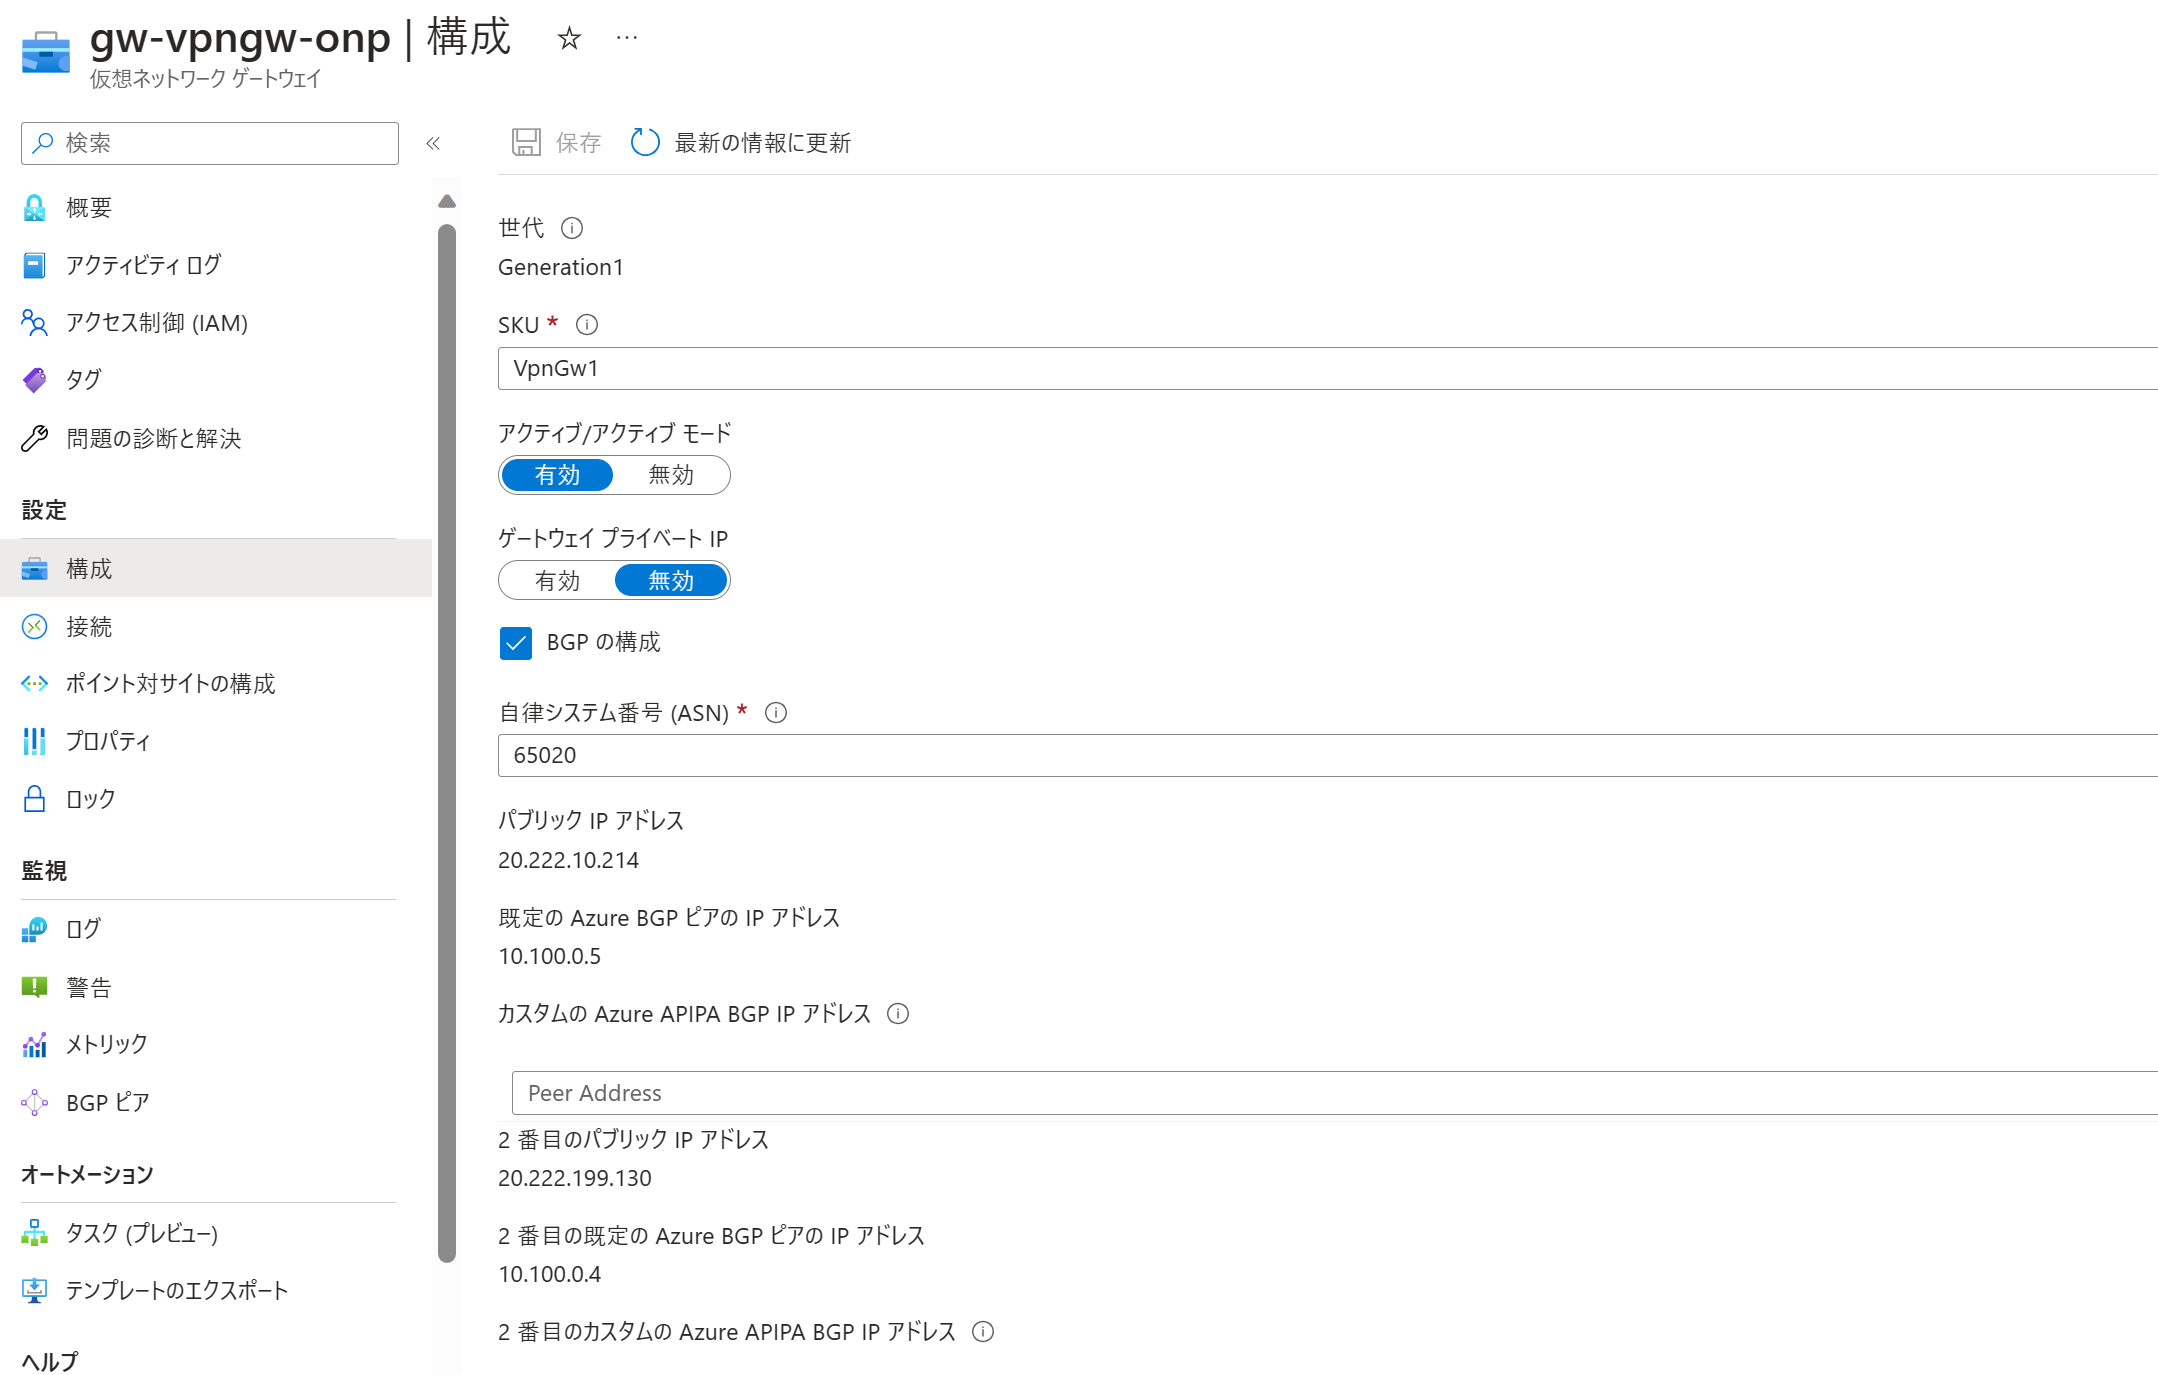 gw-vpngw-onp | 構成
仮想ネットワーク ゲートウェイ
検索
概要
アクティビティ ログ
アクセス制御 (IAM)
タグ
問題の診断と解決
設定
構成
接続
ポイント対サイトの構成
プロパティ
ロック
監視
ログ
警告
メトリック
BGP ピア
オートメーション
タスク (プレビュー)
テンプレートのエクスポート
ヘルプ
保存 最新の情報に更新
世代
Generation1
SKU *
VpnGw1
アクティブ/アクティブ モード
有効 無効
ゲートウェイ プライベート IP
有効 無効
BGP の構成
自律システム番号 (ASN) *
65020
パブリック IP アドレス
20.222.10.214
既定の Azure BGP ピアの IP アドレス
10.100.0.5
カスタムの Azure APIPA BGP IP アドレス
Peer Address
2 番目のパブリック IP アドレス
20.222.199.130
2 番目の既定の Azure BGP ピアの IP アドレス
10.100.0.4
2 番目のカスタムの Azure APIPA BGP IP アドレス